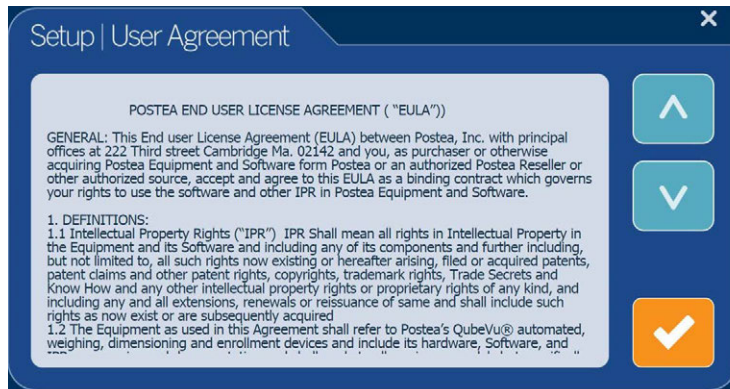 Setup | User Agreement
POSTEA END USER LICENSE AGREEMENT ( “EULA”))
GENERAL: This End user License Agreement (EULA) between Postea, Inc. with principal
offices at 222 Third street Cambridge Ma. 02142 and you, as purchaser or otherwise
acquiring Postea Equipment and Software form Postea or an authorized Postea Reseller or
other authorized source, accept and agree to this EULA as a binding contract which governs
your rights to use the software and other IPR in Postea Equipment and Software.
1. DEFINITIONS:
1.1 Intellectual Property Rights (“IPR”) IPR Shall mean all rights in Intellectual Property in
the Equipment and its Software and including any of its components and further including,
but not limited to, all such rights now existing or hereafter arising, filed or acquired patents,
patent claims and other patent rights, copyrights, trademark rights, Trade Secrets and
Know How and any other intellectual property rights or proprietary rights of any kind, and
including any and all extensions, renewals or reissuance of same and shall include such
rights as now exist or are subsequently acquired
1.2 The Equipment as used in this Agreement shall refer to Postea’s QubeVu® automated,
weighing, dimensioning and enrollment devices and include its hardware, Software, and